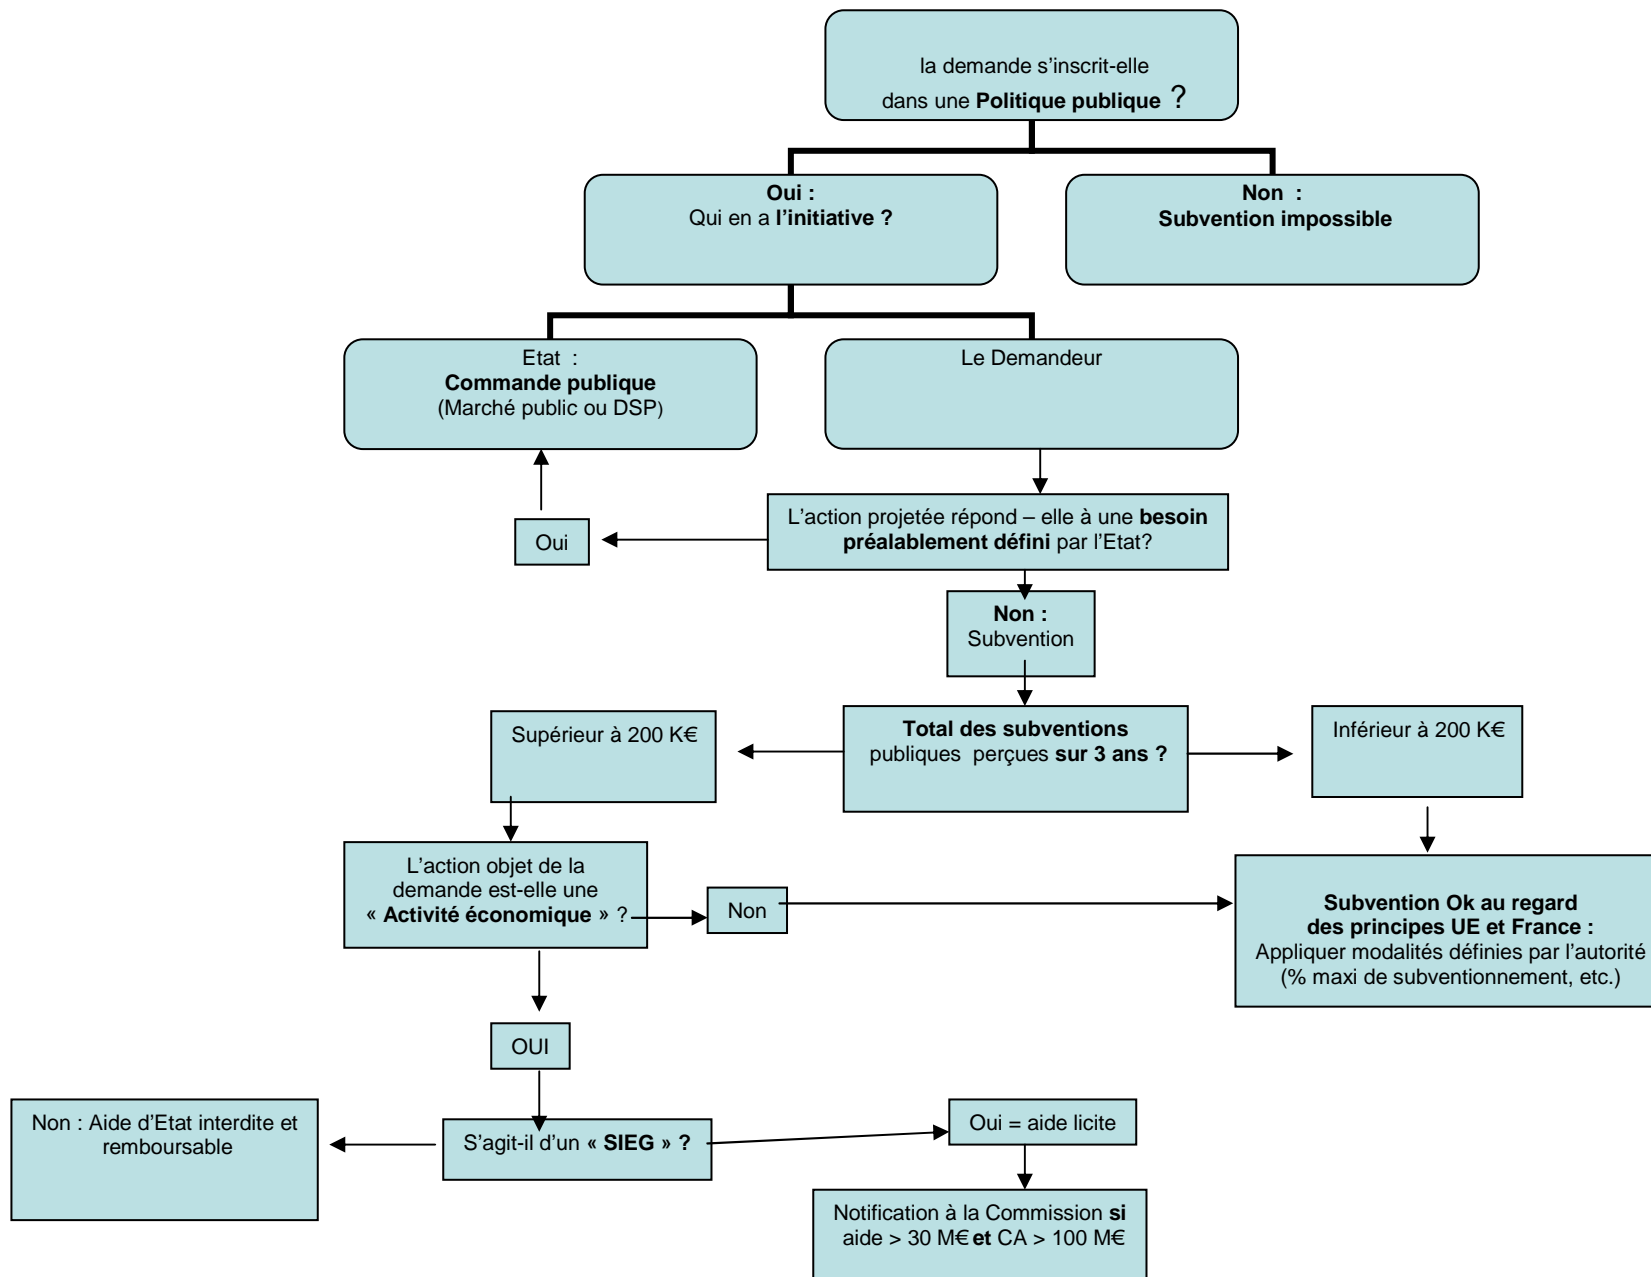 la demande s'inscrit-elle
dans une Politique publique ?
Oui :
Qui en a l'initiative ?
Non :
Subvention impossible
Etat :
Commande publique
(Marché public ou DSP)
Le Demandeur
L'action projetée répond – elle à une besoin
préalablement défini par l'Etat?
Oui
Non :
Subvention
Total des subventions
publiques perçues sur 3 ans ?
Supérieur à 200 K€
Inférieur à 200 K€
L'action objet de la
demande est-elle une
« Activité économique » ?
Non
Subvention Ok au regard
des principes UE et France :
Appliquer modalités définies par l'autorité
(% maxi de subventionnement, etc.)
OUI
Non : Aide d'Etat interdite et
remboursable
S'agit-il d'un « SIEG » ?
Oui = aide licite
Notification à la Commission si
aide > 30 M€ et CA > 100 M€